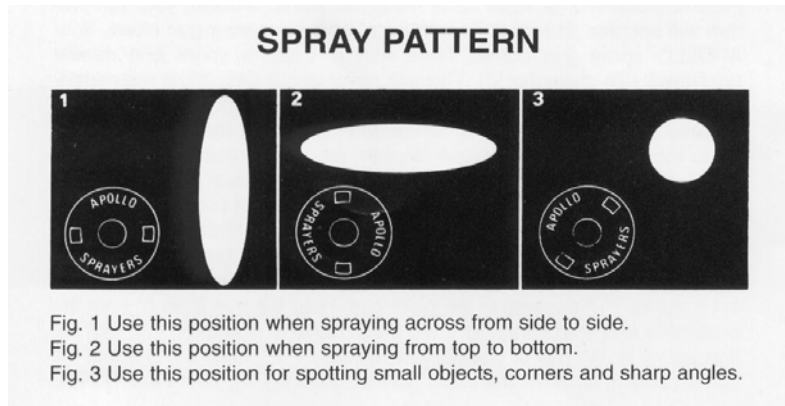 SPRAY PATTERN
1
APOLLO
SPRAYERS
2
SPRAYERS
APOLLO
3
APOLLO
SPRAYERS
Fig. 1 Use this position when spraying across from side to side.
Fig. 2 Use this position when spraying from top to bottom.
Fig. 3 Use this position for spotting small objects, corners and sharp angles.